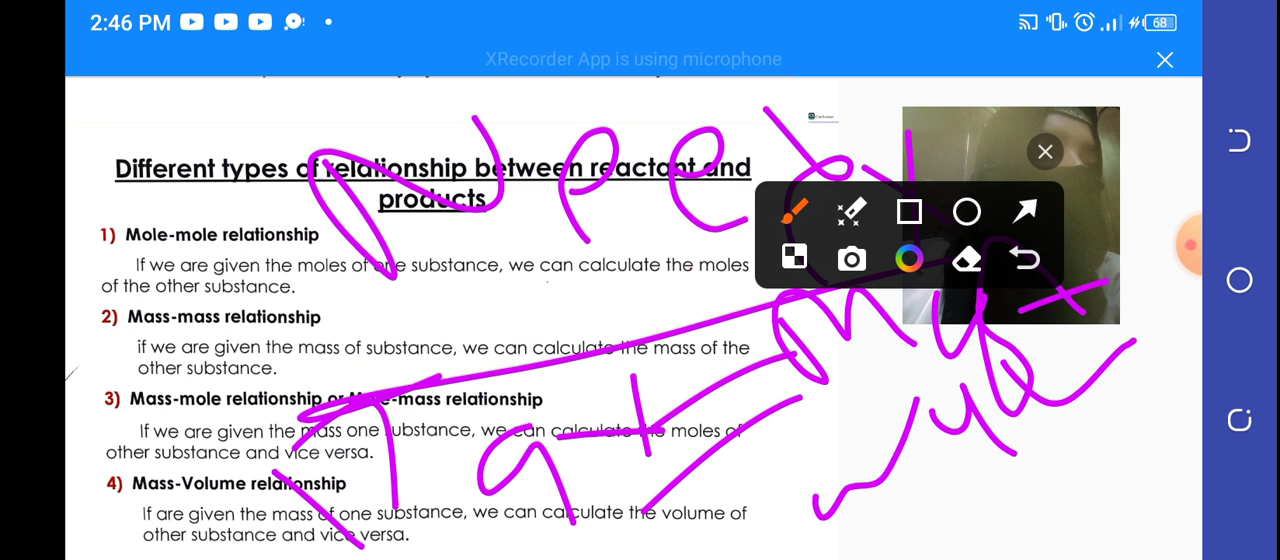 2:46 PM
68
XRecorder App is using microphone
Different types of relationship between reactant and
products
1) Mole-mole relationship
If we are given the moles of one substance, we can calculate the moles
of the other substance.
2) Mass-mass relationship
if we are given the mass of substance, we can calculate the mass of the
other substance.
3) Mass-mole relationship or Mole-mass relationship
If we are given the mass one substance, we can calculate the moles of
other substance and vice versa.
4) Mass-Volume relationship
If are given the mass of one substance, we can calculate the volume of
other substance and vice versa.